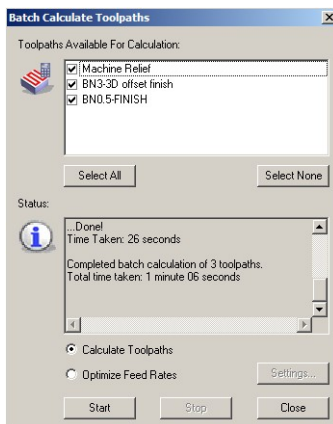 Batch Calculate Toolpaths
Toolpaths Available For Calculation:
Machine Relief
BN3-3D offset finish
BN0.5-FINISH
Select All
Select None
Status:
...Done!
Time Taken: 26 seconds
Completed batch calculation of 3 toolpaths.
Total time taken: 1 minute 06 seconds
Calculate Toolpaths
Optimize Feed Rates
Settings...
Start
Stop
Close